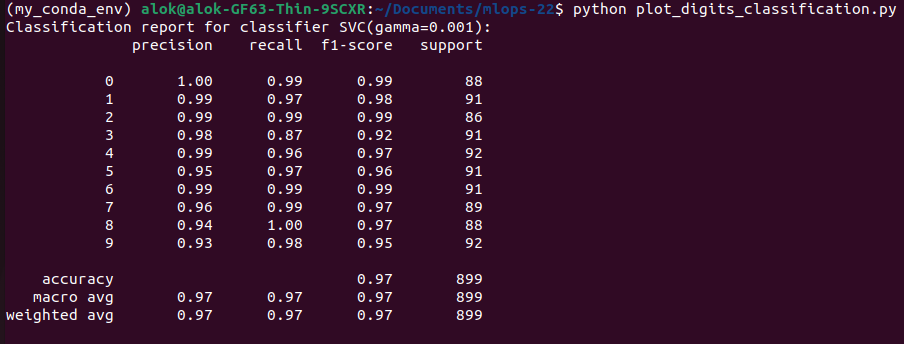 (my_conda_env) alok@alok-GF63-Thin-9SCXR:~/Documents/mlops-22$ python plot_digits_classification.py
Classification report for classifier SVC(gamma=0.001):
precision recall f1-score support
0 1.00 0.99 0.99 88
1 0.99 0.97 0.98 91
2 0.99 0.99 0.99 86
3 0.98 0.87 0.92 91
4 0.99 0.96 0.97 92
5 0.95 0.97 0.96 91
6 0.99 0.99 0.99 91
7 0.96 0.99 0.97 89
8 0.94 1.00 0.97 88
9 0.93 0.98 0.95 92
accuracy 0.97 899
macro avg 0.97 0.97 0.97 899
weighted avg 0.97 0.97 0.97 899